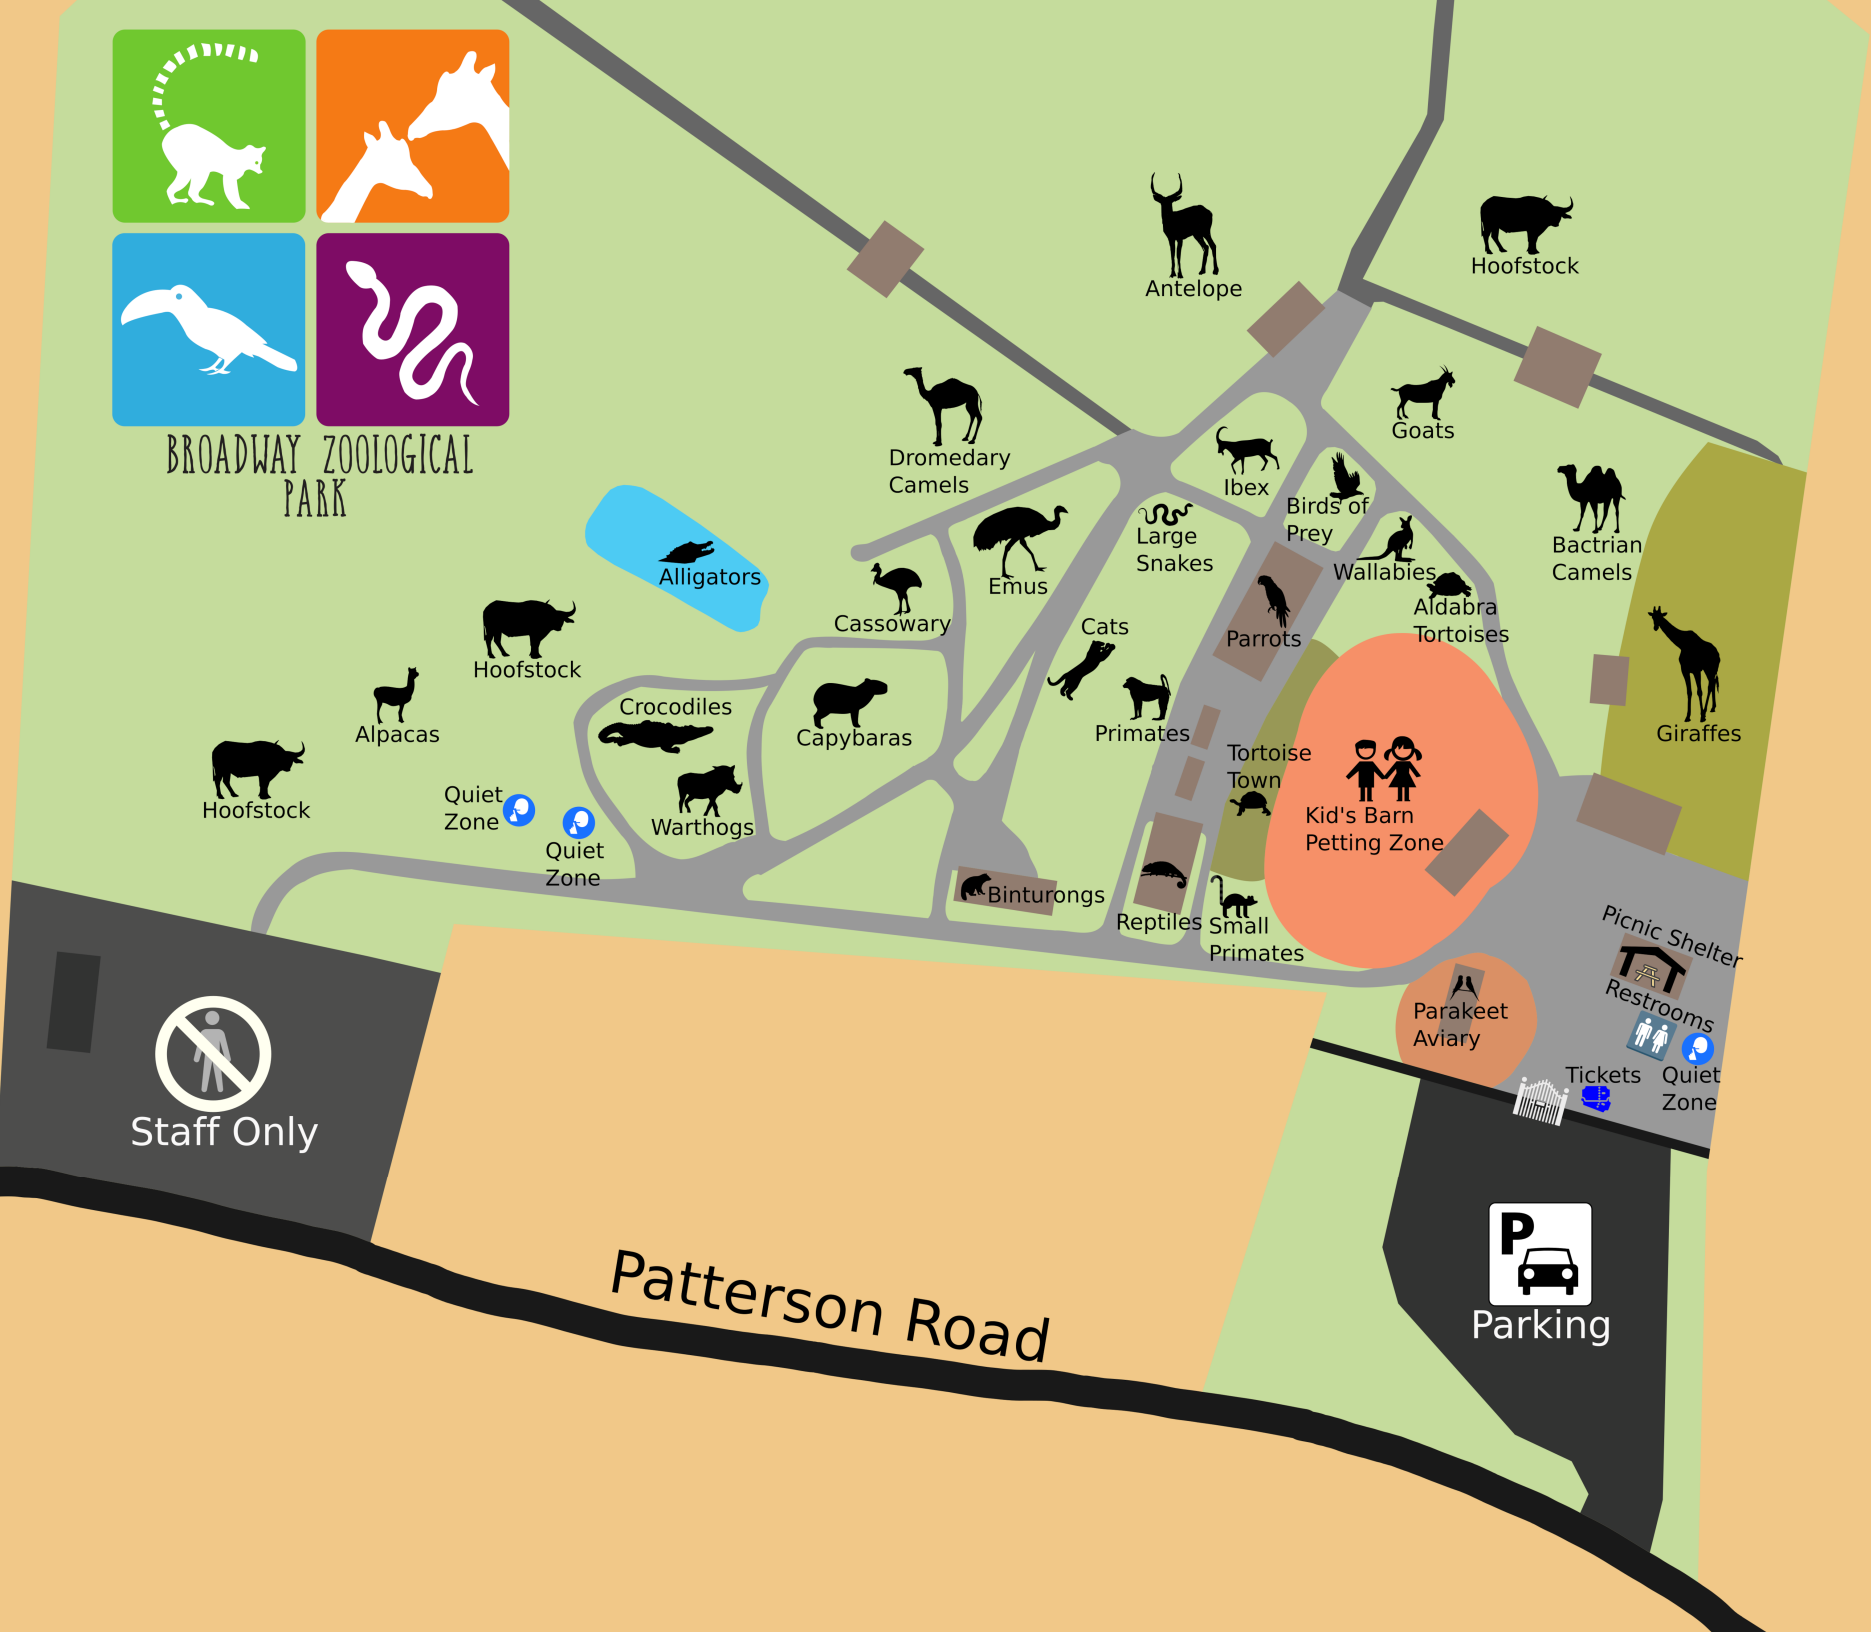 BROADWAY ZOOLOGICAL
PARK
Antelope
Hoofstock
Dromedary
Camels
Goats
Ibex
Birds of
Prey
Large
Snakes
Bactrian
Camels
Wallabies
Alligators
Emus
Cassowary
Aldabra
Tortoises
Parrots
Cats
Hoofstock
Alpacas
Crocodiles
Capybaras
Primates
Giraffes
Tortoise
Town
Hoofstock
Quiet
Zone
Warthogs
Kid's Barn
Petting Zone
Quiet
Zone
Binturongs
Reptiles
Small
Primates
Picnic Shelter
Restrooms
Parakeet
Aviary
Tickets
Quiet
Zone
Staff Only
P
Parking
Patterson Road